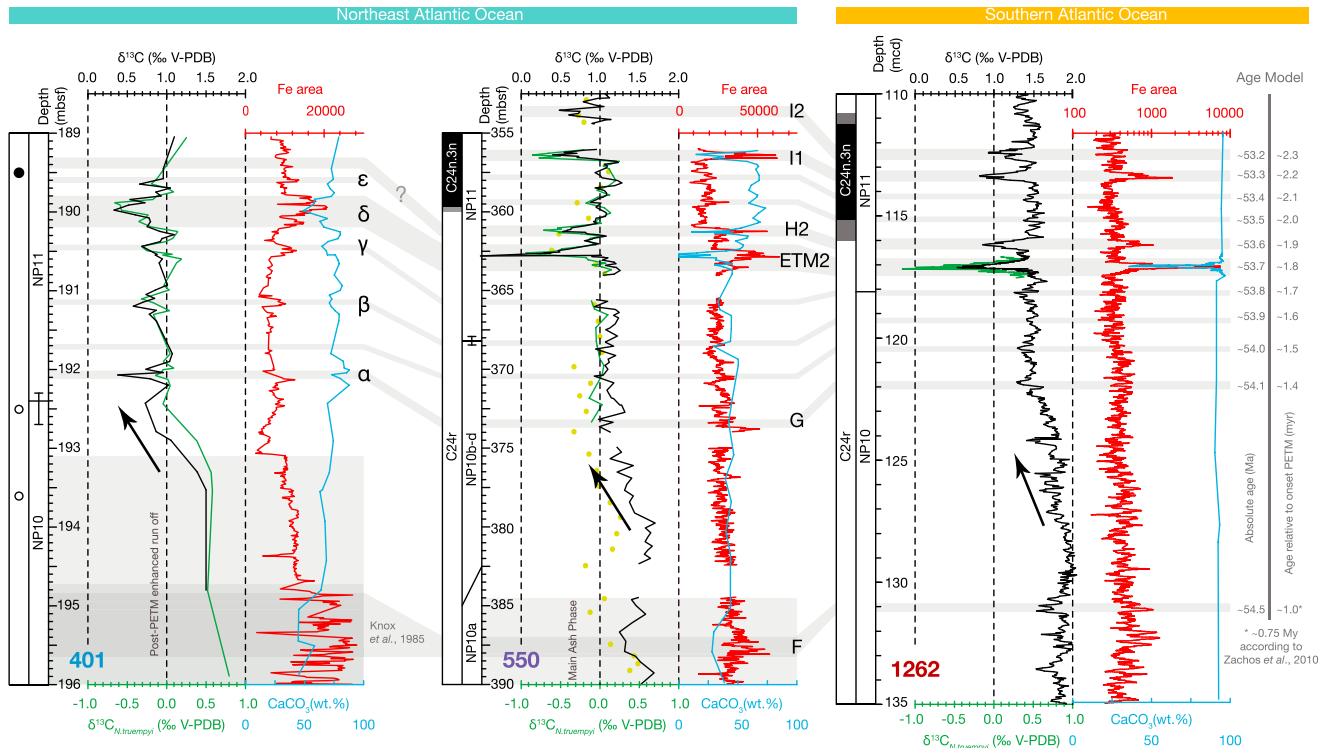 Northeast Atlantic Ocean
Southern Atlantic Ocean
δ¹³C (‰ V-PDB)
0.0 0.5 1.0 1.5 2.0
Fe area
0 20000
Depth (mbsf)
189
190
191
192
193
194
195
196
NP11
NP10
ε
δ
γ
β
α
?
Post-PETM enhanced run off
Knox
et al., 1985
401
-1.0 -0.5 0.0 0.5 1.0
δ¹³C N.truempyi (‰ V-PDB)
CaCO₃(wt.%)
0 50 100
δ¹³C (‰ V-PDB)
0.0 0.5 1.0 1.5 2.0
Fe area
0 50000
Depth (mbsf)
355
360
365
370
375
380
385
390
C24n.3n
C24r
NP11
NP10b-d
NP10a
H
I2
I1
H2
ETM2
G
F
Main Ash Phase
550
-1.0 -0.5 0.0 0.5 1.0
δ¹³C N.truempyi (‰ V-PDB)
CaCO₃(wt.%)
0 50 100
Depth (mcd)
δ¹³C (‰ V-PDB)
0.0 0.5 1.0 1.5 2.0
Fe area
100 1000 10000
110
115
120
125
130
135
C24n.3n
C24r
NP11
NP10
1262
-1.0 -0.5 0.0 0.5 1.0
δ¹³C N.truempyi (‰ V-PDB)
CaCO₃(wt.%)
0 50 100
Age Model
~53.2 ~2.3
~53.3 ~2.2
~53.4 ~2.1
~53.5 ~2.0
~53.6 ~1.9
~53.7 ~1.8
~53.8 ~1.7
~53.9 ~1.6
~54.0 ~1.5
~54.1 ~1.4
~54.5 ~1.0*
Absolute age (Ma)
Age relative to onset PETM (myr)
* ~0.75 My
according to
Zachos et al., 2010